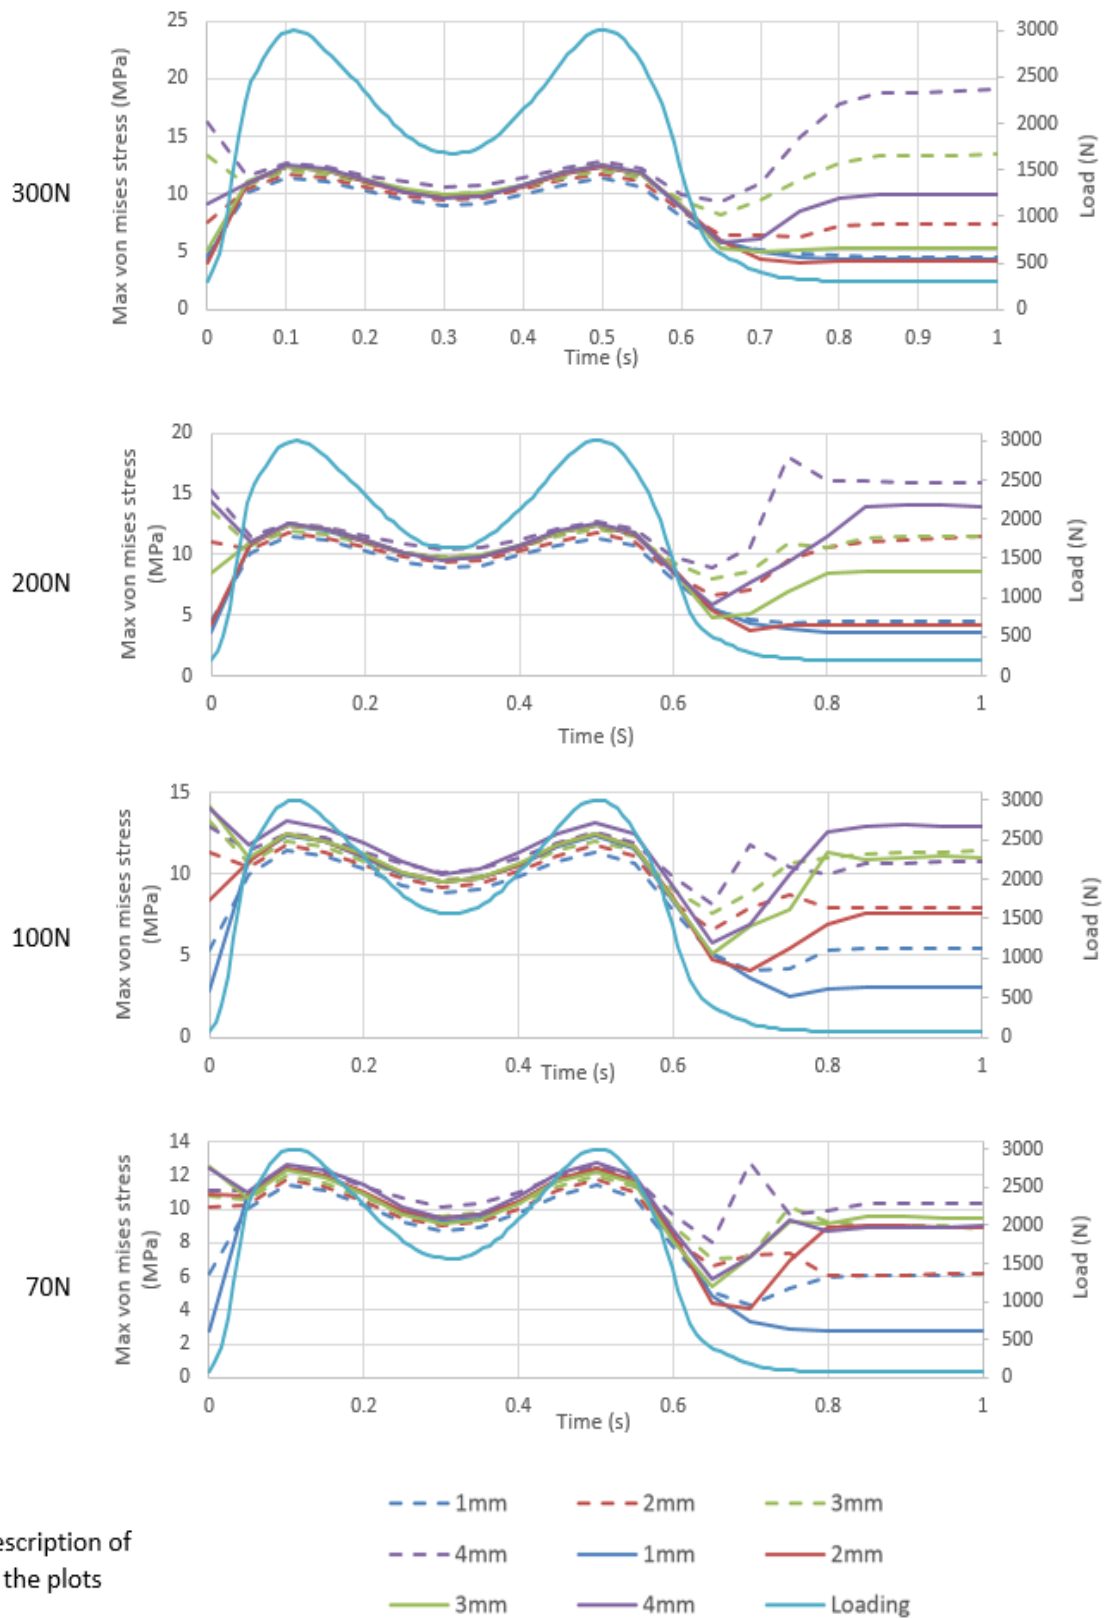 25
20
15
10
5
0
3000
2500
2000
1500
1000
500
0
Max von mises stress (MPa)
Load (N)
300N
0 0.1 0.2 0.3 0.4 0.5 0.6 0.7 0.8 0.9 1
Time (s)
20
15
10
5
0
3000
2500
2000
1500
1000
500
0
Max von mises stress
(MPa)
Load (N)
200N
0 0.2 0.4 0.6 0.8 1
Time (S)
15
10
5
0
3000
2500
2000
1500
1000
500
0
Max von mises stress
(MPa)
Load (N)
100N
0 0.2 0.4 0.6 0.8 1
Time (s)
14
12
10
8
6
4
2
0
3000
2500
2000
1500
1000
500
0
Max von mises stress
(MPa)
Load (N)
70N
0 0.2 0.4 0.6 0.8 1
Time (s)
1mm 2mm 3mm
4mm 1mm 2mm
3mm 4mm Loading
escription of
the plots